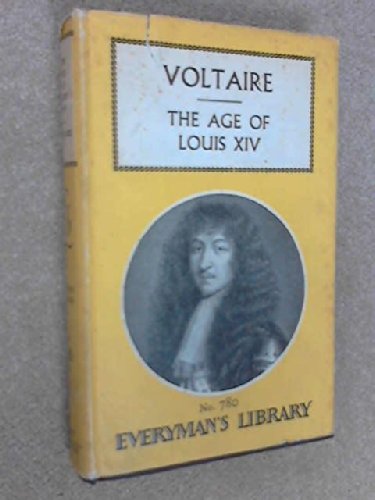 VOLTAIRE
THE AGE OF
LOUIS XIV
No. 780
EVERYMAN'S LIBRARY